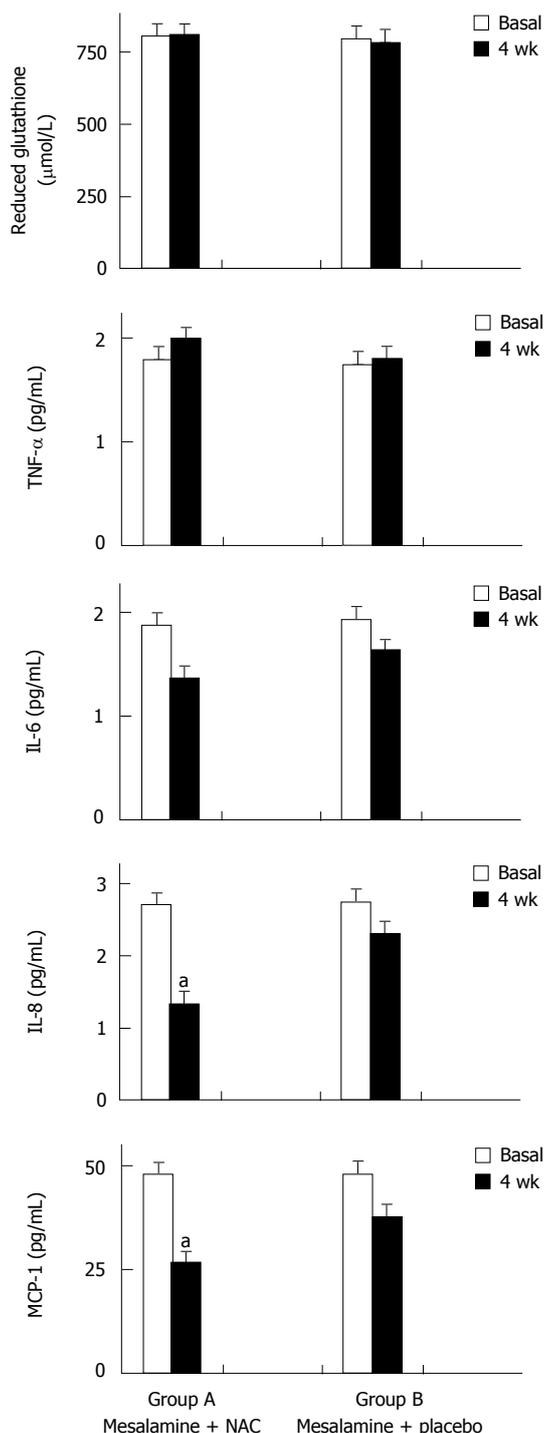 Reduced glutathione
(μmol/L)
750
500
250
0
Basal
4 wk
TNF-α (pg/mL)
2
1
0
Basal
4 wk
IL-6 (pg/mL)
2
1
0
Basal
4 wk
IL-8 (pg/mL)
3
2
1
0
a
Basal
4 wk
MCP-1 (pg/mL)
50
25
0
a
Basal
4 wk
Group A
Mesalamine + NAC
Group B
Mesalamine + placebo